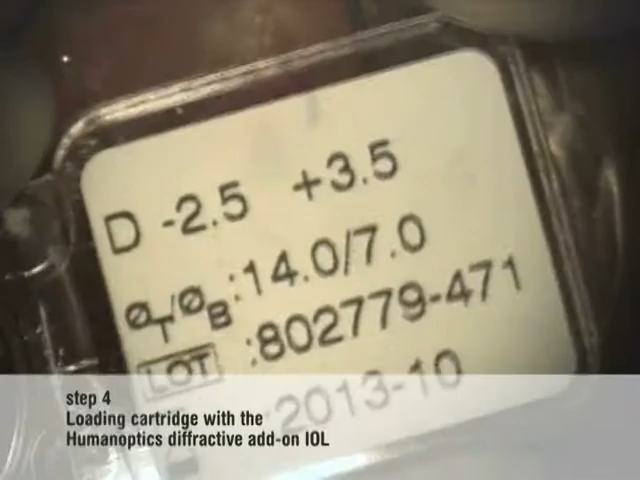 D -2.5 +3.5
ØT/ØB:14.0/7.0
LOT :802779-471
:2013-10
step 4
Loading cartridge with the
Humanoptics diffractive add-on IOL